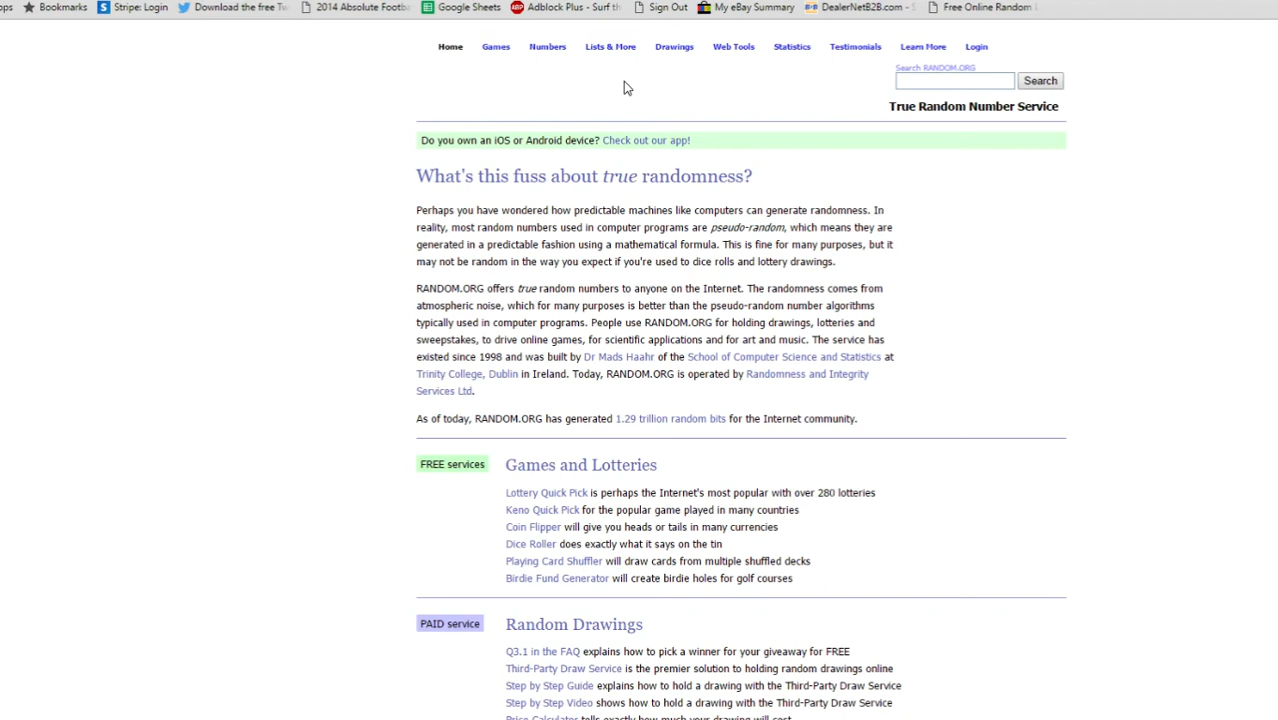 ops Bookmarks Stripe: Login Download the free Tw 2014 Absolute Footba Google Sheets Adblock Plus - Surf th Sign Out My eBay Summary DealerNetB2B.com - S Free Online Random
Home Games Numbers Lists & More Drawings Web Tools Statistics Testimonials Learn More Login
Search RANDOM.ORG
Search
True Random Number Service
Do you own an iOS or Android device? Check out our app!
What's this fuss about true randomness?
Perhaps you have wondered how predictable machines like computers can generate randomness. In
reality, most random numbers used in computer programs are pseudo-random, which means they are
generated in a predictable fashion using a mathematical formula. This is fine for many purposes, but it
may not be random in the way you expect if you're used to dice rolls and lottery drawings.
RANDOM.ORG offers true random numbers to anyone on the Internet. The randomness comes from
atmospheric noise, which for many purposes is better than the pseudo-random number algorithms
typically used in computer programs. People use RANDOM.ORG for holding drawings, lotteries and
sweepstakes, to drive online games, for scientific applications and for art and music. The service has
existed since 1998 and was built by Dr Mads Haahr of the School of Computer Science and Statistics at
Trinity College, Dublin in Ireland. Today, RANDOM.ORG is operated by Randomness and Integrity
Services Ltd.
As of today, RANDOM.ORG has generated 1.29 trillion random bits for the Internet community.
FREE services Games and Lotteries
Lottery Quick Pick is perhaps the Internet's most popular with over 280 lotteries
Keno Quick Pick for the popular game played in many countries
Coin Flipper will give you heads or tails in many currencies
Dice Roller does exactly what it says on the tin
Playing Card Shuffler will draw cards from multiple shuffled decks
Birdie Fund Generator will create birdie holes for golf courses
PAID service Random Drawings
Q3.1 in the FAQ explains how to pick a winner for your giveaway for FREE
Third-Party Draw Service is the premier solution to holding random drawings online
Step by Step Guide explains how to hold a drawing with the Third-Party Draw Service
Step by Step Video shows how to hold a drawing with the Third-Party Draw Service
Price Calculator tells exactly how much your drawing will cost